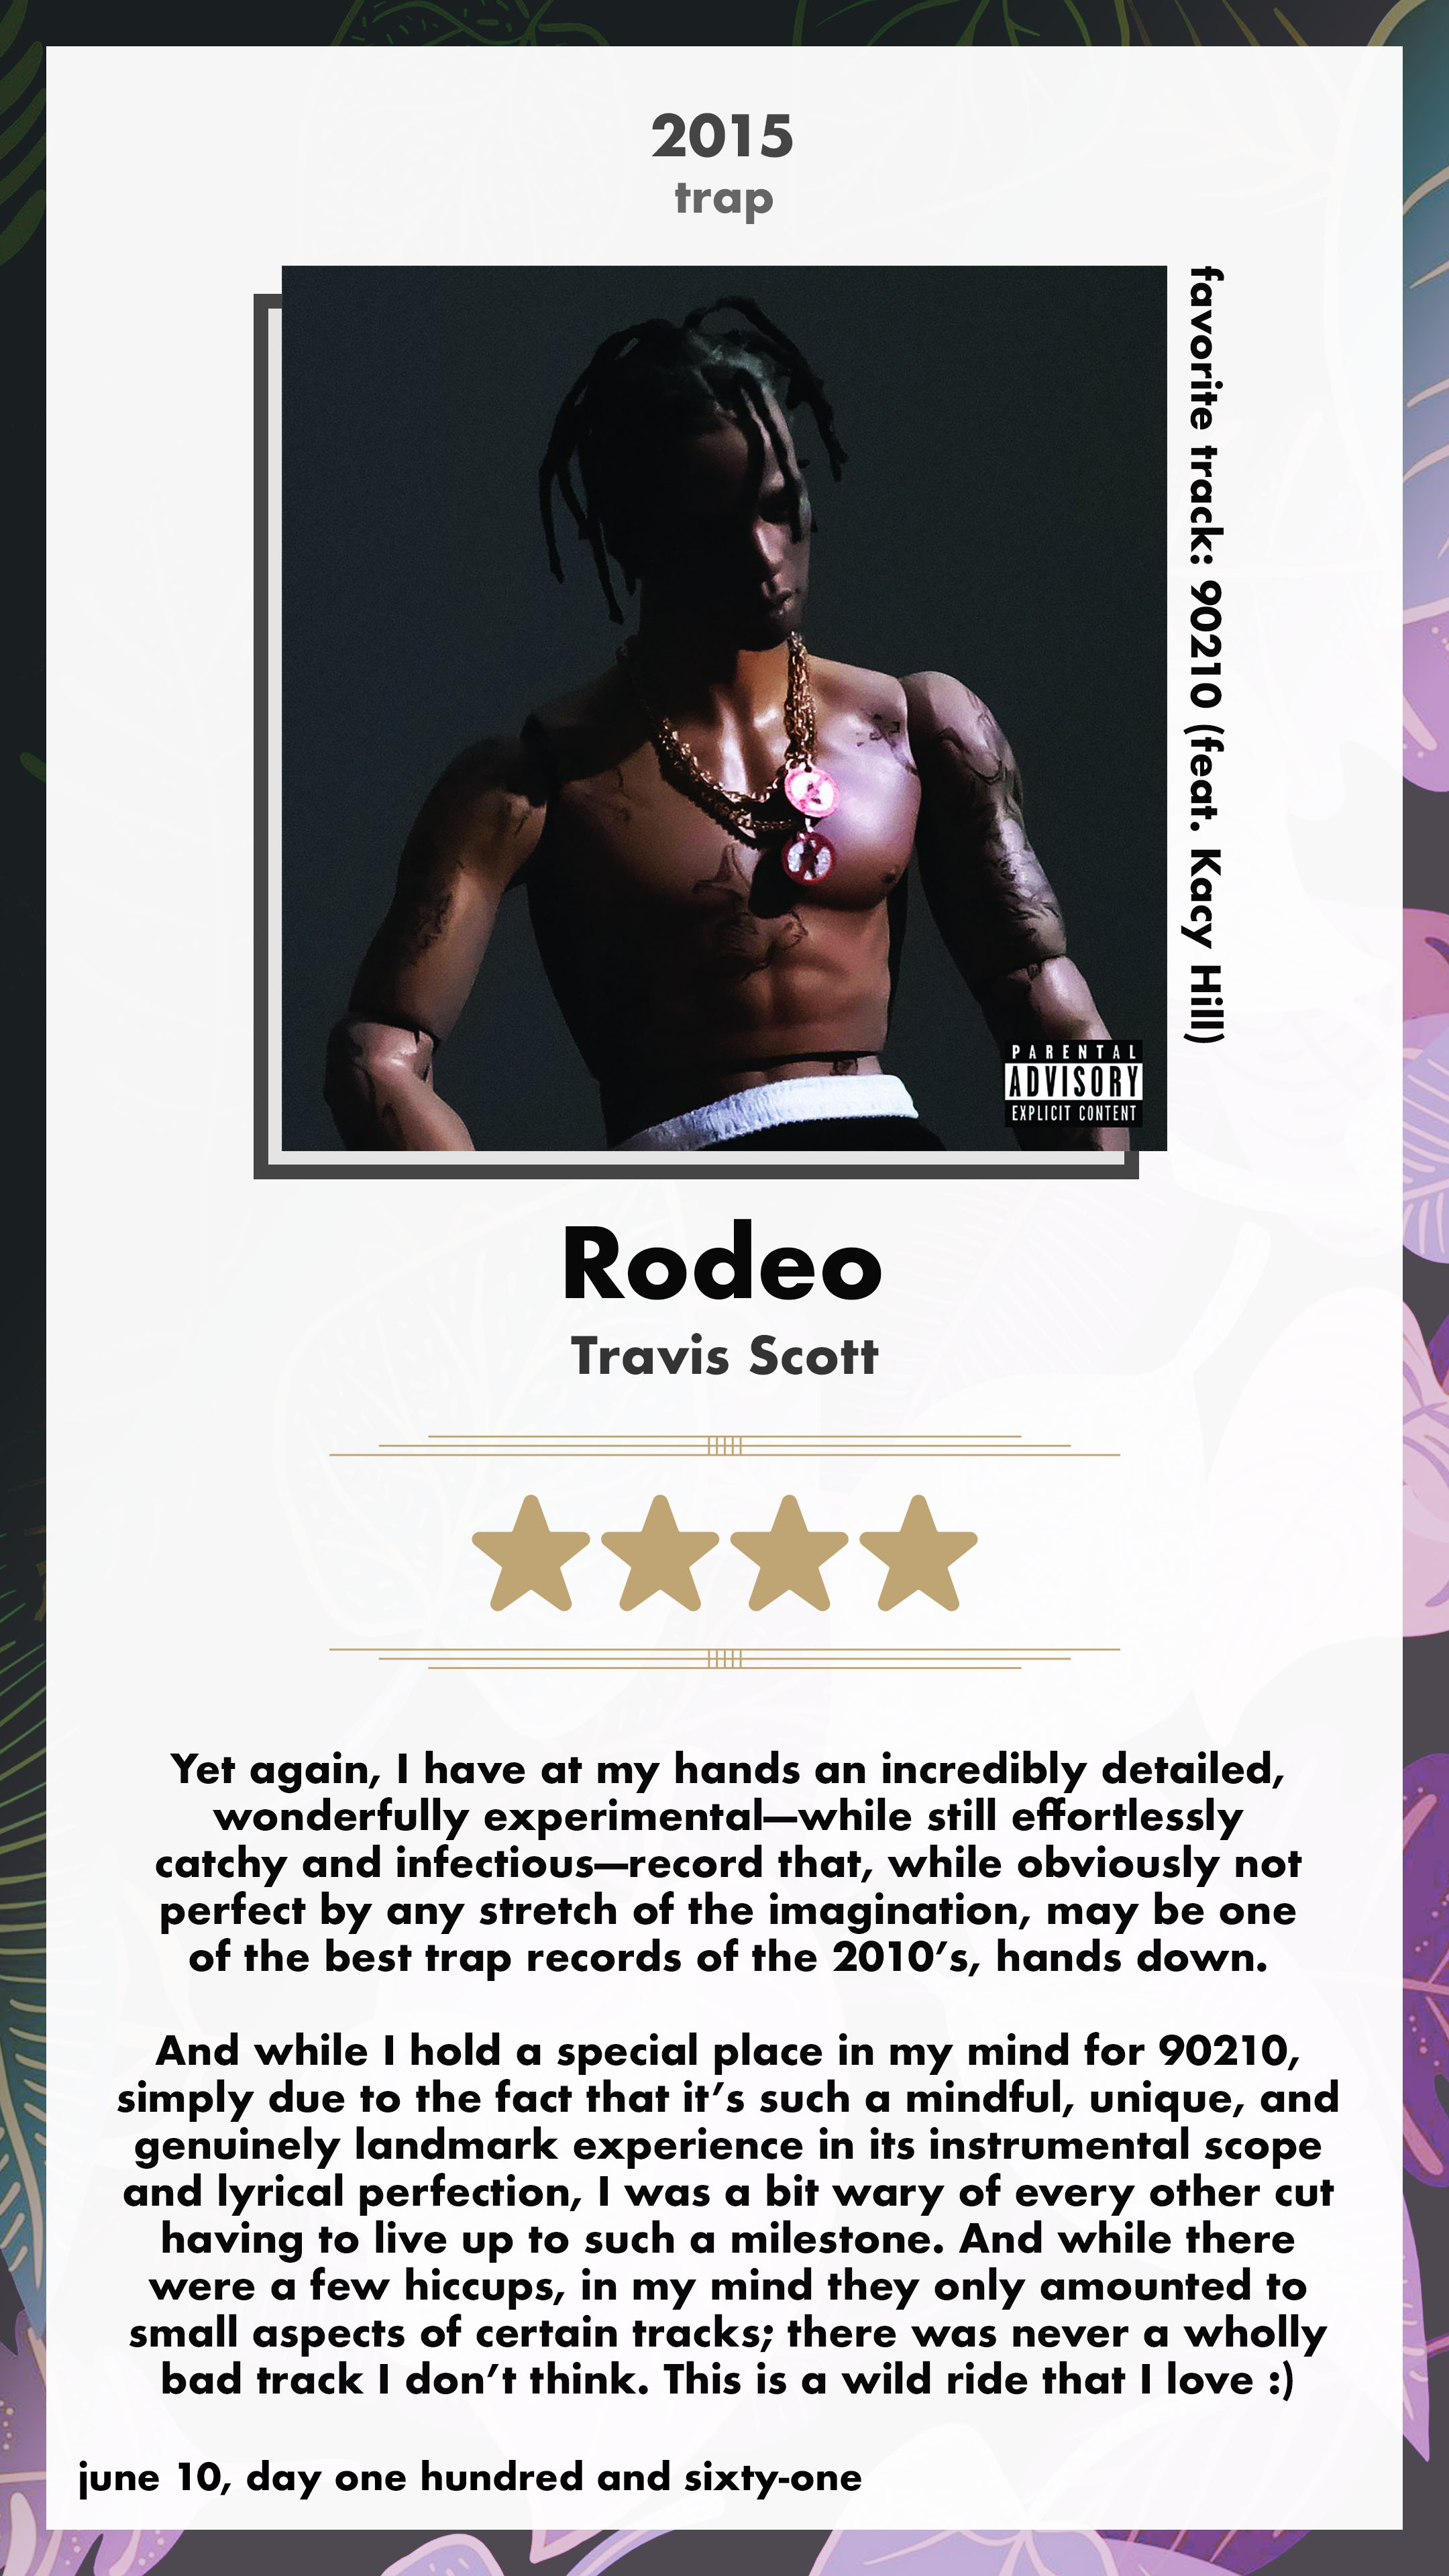 2015
trap
favorite track: 90210 (feat. Kacy Hill)
PARENTAL
ADVISORY
EXPLICIT CONTENT
Rodeo
Travis Scott
Yet again, I have at my hands an incredibly detailed,
wonderfully experimental—while still effortlessly
catchy and infectious—record that, while obviously not
perfect by any stretch of the imagination, may be one
of the best trap records of the 2010’s, hands down.
And while I hold a special place in my mind for 90210,
simply due to the fact that it’s such a mindful, unique, and
genuinely landmark experience in its instrumental scope
and lyrical perfection, I was a bit wary of every other cut
having to live up to such a milestone. And while there
were a few hiccups, in my mind they only amounted to
small aspects of certain tracks; there was never a wholly
bad track I don’t think. This is a wild ride that I love :)
june 10, day one hundred and sixty-one